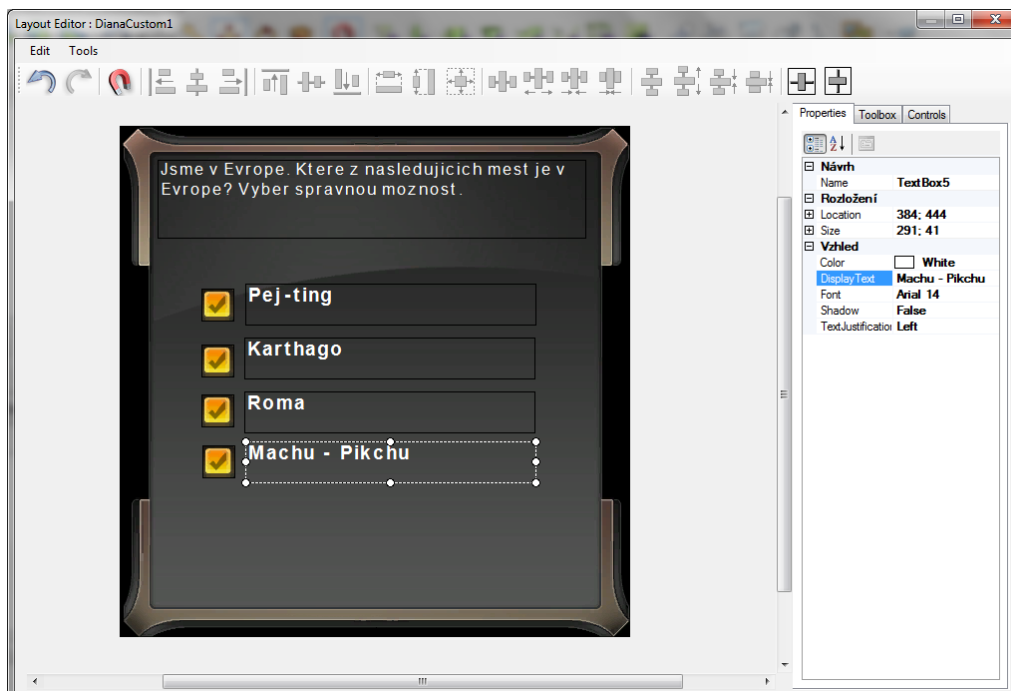 Layout Editor : DianaCustom1
Edit Tools
Properties Toolbox Controls
Návrh
Name TextBox5
Rozložení
Location 384; 444
Size 291; 41
Vzhled
Color White
DisplayText Machu - Pikchu
Font Arial 14
Shadow False
TextJustificatio Left
Jsme v Evrope. Ktere z nasledujicich mest je v
Evrope? Vyber spravnou moznost.
Pej-ting
Karthago
Roma
Machu - Pikchu